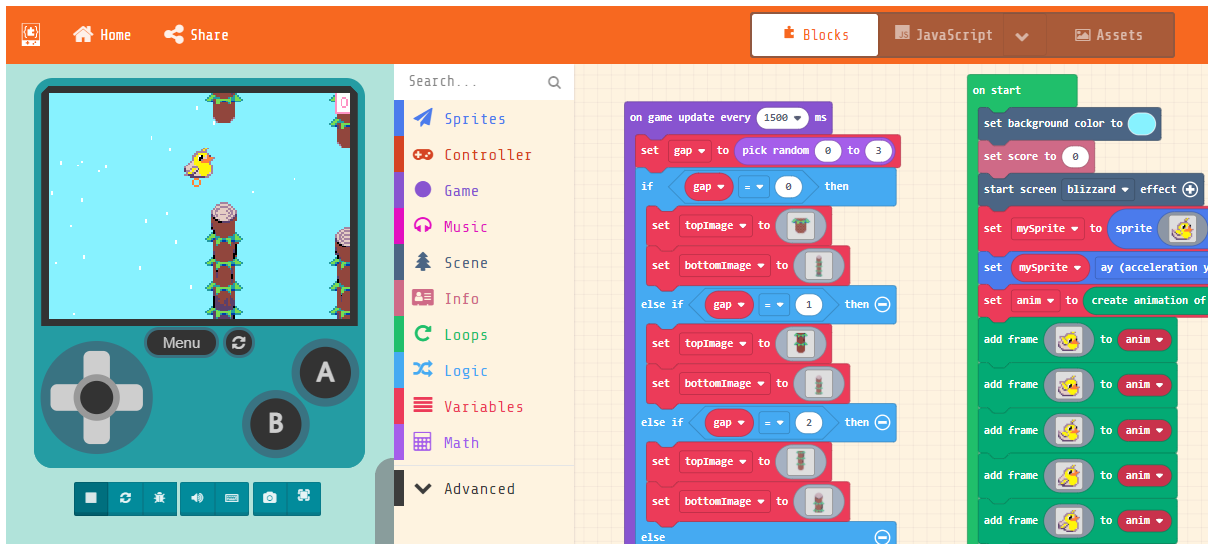 Home
Share
Blocks
JS
JavaScript
Assets
0
Menu
A
B
Search...
Sprites
Controller
Game
Music
Scene
Info
Loops
Logic
Variables
Math
Advanced
on game update every 1500 ms
set gap to pick random 0 to 3
if gap = 0 then
set topImage to
set bottomImage to
else if gap = 1 then
set topImage to
set bottomImage to
else if gap = 2 then
set topImage to
set bottomImage to
else
on start
set background color to
set score to 0
start screen blizzard effect
set mySprite to sprite
set mySprite ay (acceleration y
set anim to create animation of
add frame to anim
add frame to anim
add frame to anim
add frame to anim
add frame to anim